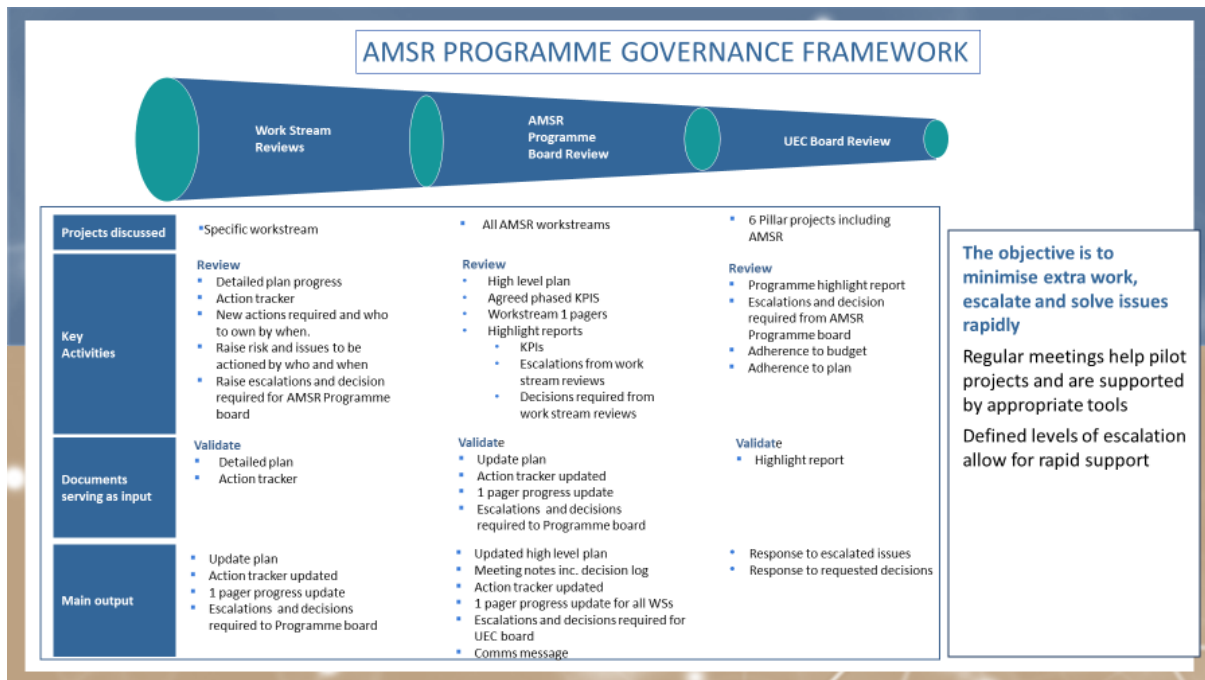 AMSR PROGRAMME GOVERNANCE FRAMEWORK
Work Stream
Reviews
AMSR
Programme
Board Review
UEC Board Review
Projects discussed
▪Specific workstream
▪ All AMSR workstreams
▪ 6 Pillar projects including
AMSR
Key
Activities
Review
▪ Detailed plan progress
▪ Action tracker
▪ New actions required and who
to own by when.
▪ Raise risk and issues to be
actioned by who and when
▪ Raise escalations and decision
required for AMSR Programme
board
Review
• High level plan
• Agreed phased KPIS
• Workstream 1 pagers
• Highlight reports
• KPIs
• Escalations from work
stream reviews
• Decisions required from
work stream reviews
Review
▪ Programme highlight report
▪ Escalations and decision
required from AMSR
Programme board
▪ Adherence to budget
▪ Adherence to plan
Documents
serving as input
Validate
▪ Detailed plan
▪ Action tracker
Validate
▪ Update plan
▪ Action tracker updated
▪ 1 pager progress update
▪ Escalations and decisions
required to Programme board
Validate
▪ Highlight report
Main output
▪ Update plan
▪ Action tracker updated
▪ 1 pager progress update
▪ Escalations and decisions
required to Programme board
▪ Updated high level plan
▪ Meeting notes inc. decision log
▪ Action tracker updated
▪ 1 pager progress update for all WSs
▪ Escalations and decisions required for
UEC board
▪ Comms message
▪ Response to escalated issues
▪ Response to requested decisions
The objective is to
minimise extra work,
escalate and solve issues
rapidly
Regular meetings help pilot
projects and are supported
by appropriate tools
Defined levels of escalation
allow for rapid support